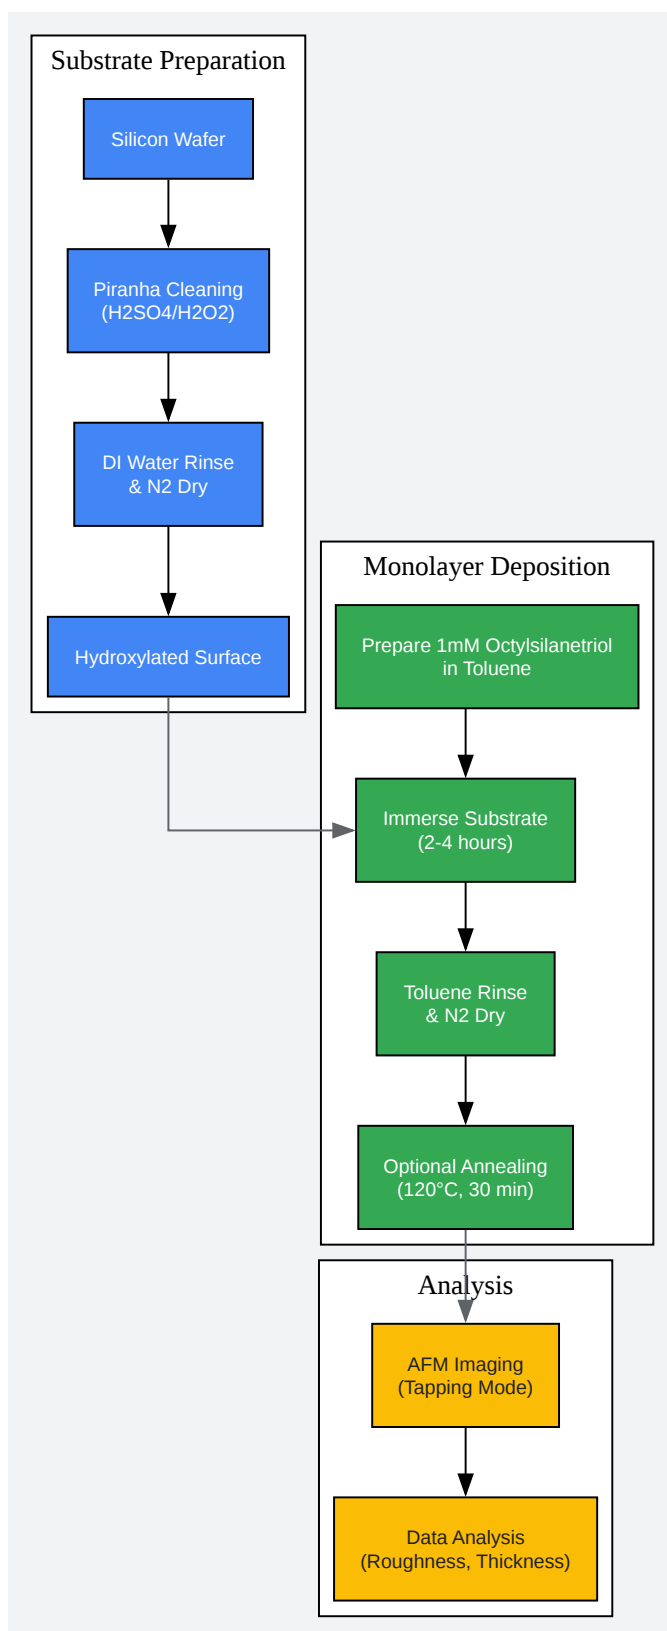 Substrate Preparation
Silicon Wafer
Piranha Cleaning
(H2SO4/H2O2)
DI Water Rinse
& N2 Dry
Hydroxylated Surface
Monolayer Deposition
Prepare 1mM Octylsilanetriol
in Toluene
Immerse Substrate
(2-4 hours)
Toluene Rinse
& N2 Dry
Optional Annealing
(120°C, 30 min)
Analysis
AFM Imaging
(Tapping Mode)
Data Analysis
(Roughness, Thickness)